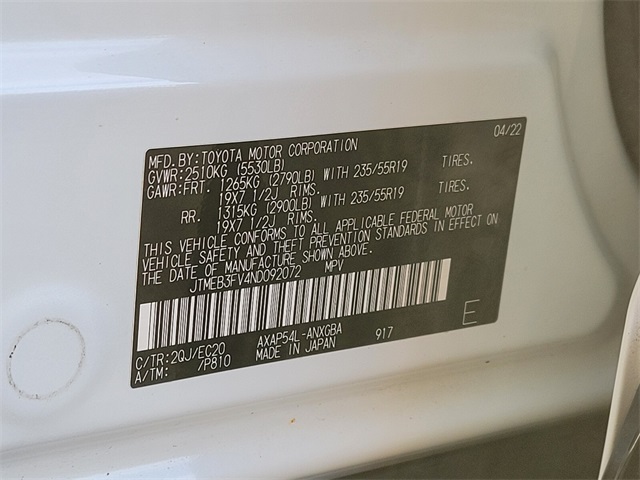 MFD.BY:TOYOTA MOTOR CORPORATION 04/22
GVWR:2510KG (5530LB)
GAWR:FRT. 1265KG (2790LB) WITH 235/55R19 TIRES.
19X7 1/2J RIMS.
RR. 1315KG (2900LB) WITH 235/55R19 TIRES.
19X7 1/2J RIMS.
THIS VEHICLE CONFORMS TO ALL APPLICABLE FEDERAL MOTOR
VEHICLE SAFETY AND THEFT PREVENTION STANDARDS IN EFFECT ON
THE DATE OF MANUFACTURE SHOWN ABOVE.
JTMEB3FV4ND092072 MPV
C/TR:2QJ/EC20 AXAP54L-ANXGBA 917 E
A/TM: /P810 MADE IN JAPAN